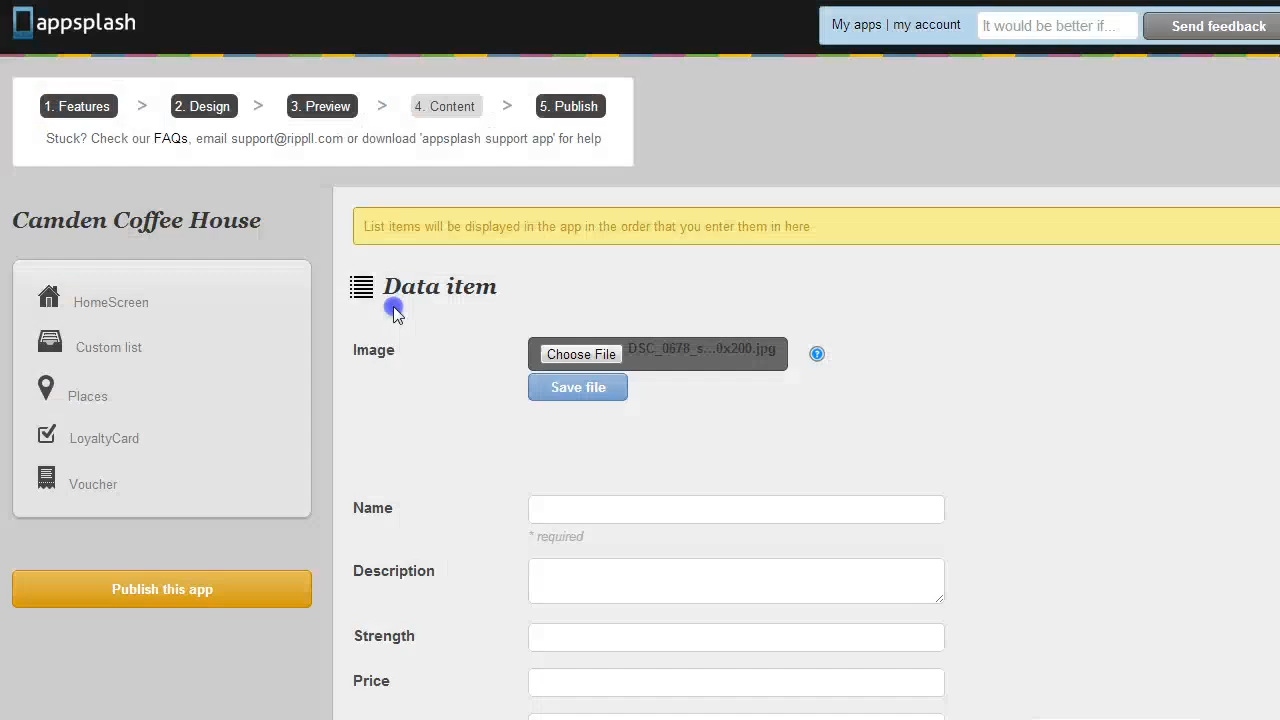 appsplash
My apps | my account
It would be better if...
Send feedback
1. Features > 2. Design > 3. Preview > 4. Content > 5. Publish
Stuck? Check our FAQs, email support@rippll.com or download 'appsplash support app' for help
Camden Coffee House
HomeScreen
Custom list
Places
LoyaltyCard
Voucher
Publish this app
List items will be displayed in the app in the order that you enter them in here
Data item
Image
Choose File DSC_0678_s...0x200.jpg ?
Save file
Name
* required
Description
Strength
Price